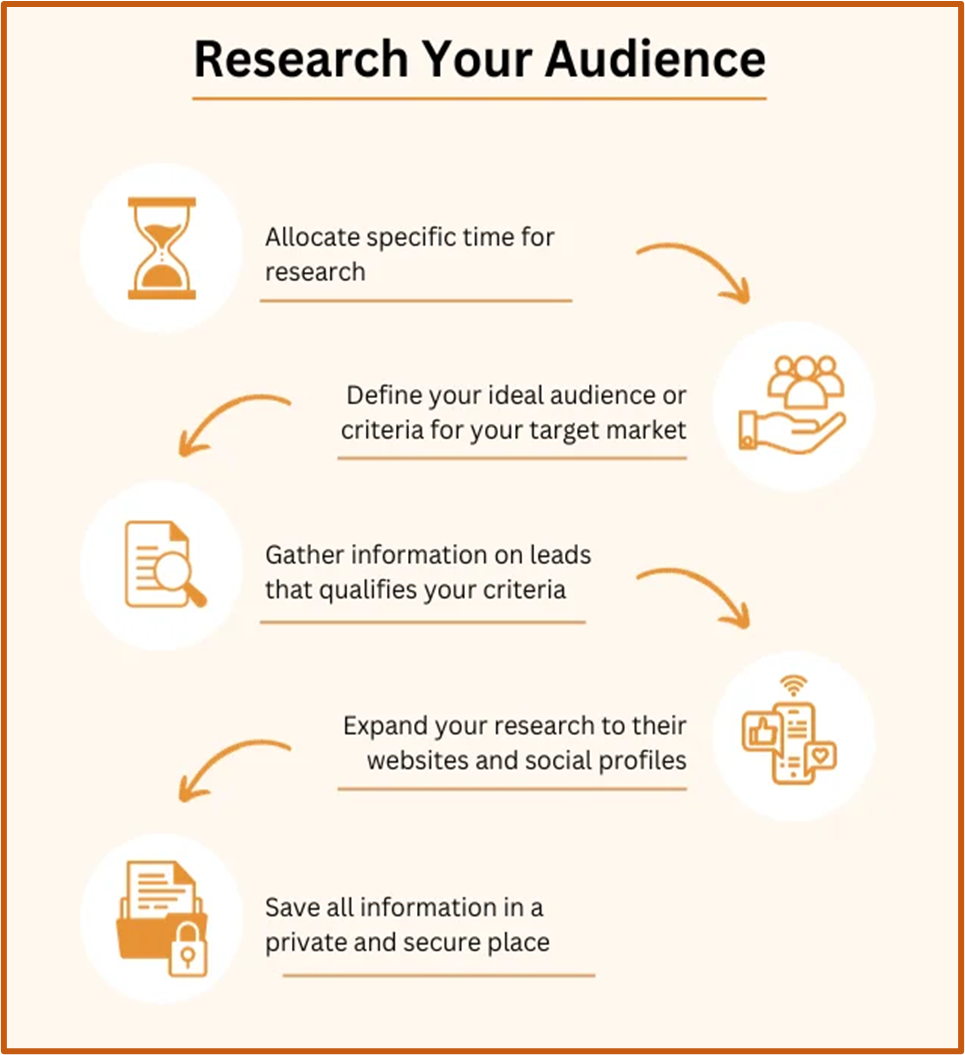 Research Your Audience
Allocate specific time for
research
Define your ideal audience or
criteria for your target market
Gather information on leads
that qualifies your criteria
Expand your research to their
websites and social profiles
Save all information in a
private and secure place